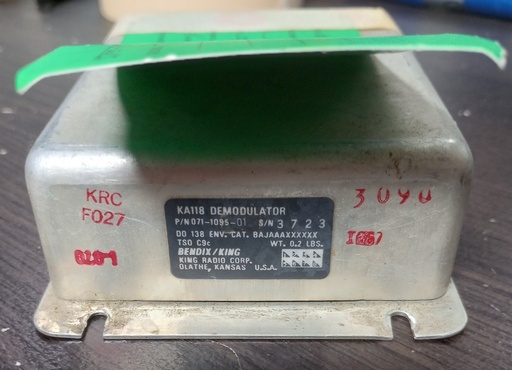 KRC
F027
KA118 DEMODULATOR
P/N 071-1095-01 S/N 3723
DO 138 ENV. CAT. BAJAAAXXXXXX
TSO C9c WT. 0.2 LBS.
BENDIX/KING
KING RADIO CORP.
OLATHE, KANSAS U.S.A.
3090